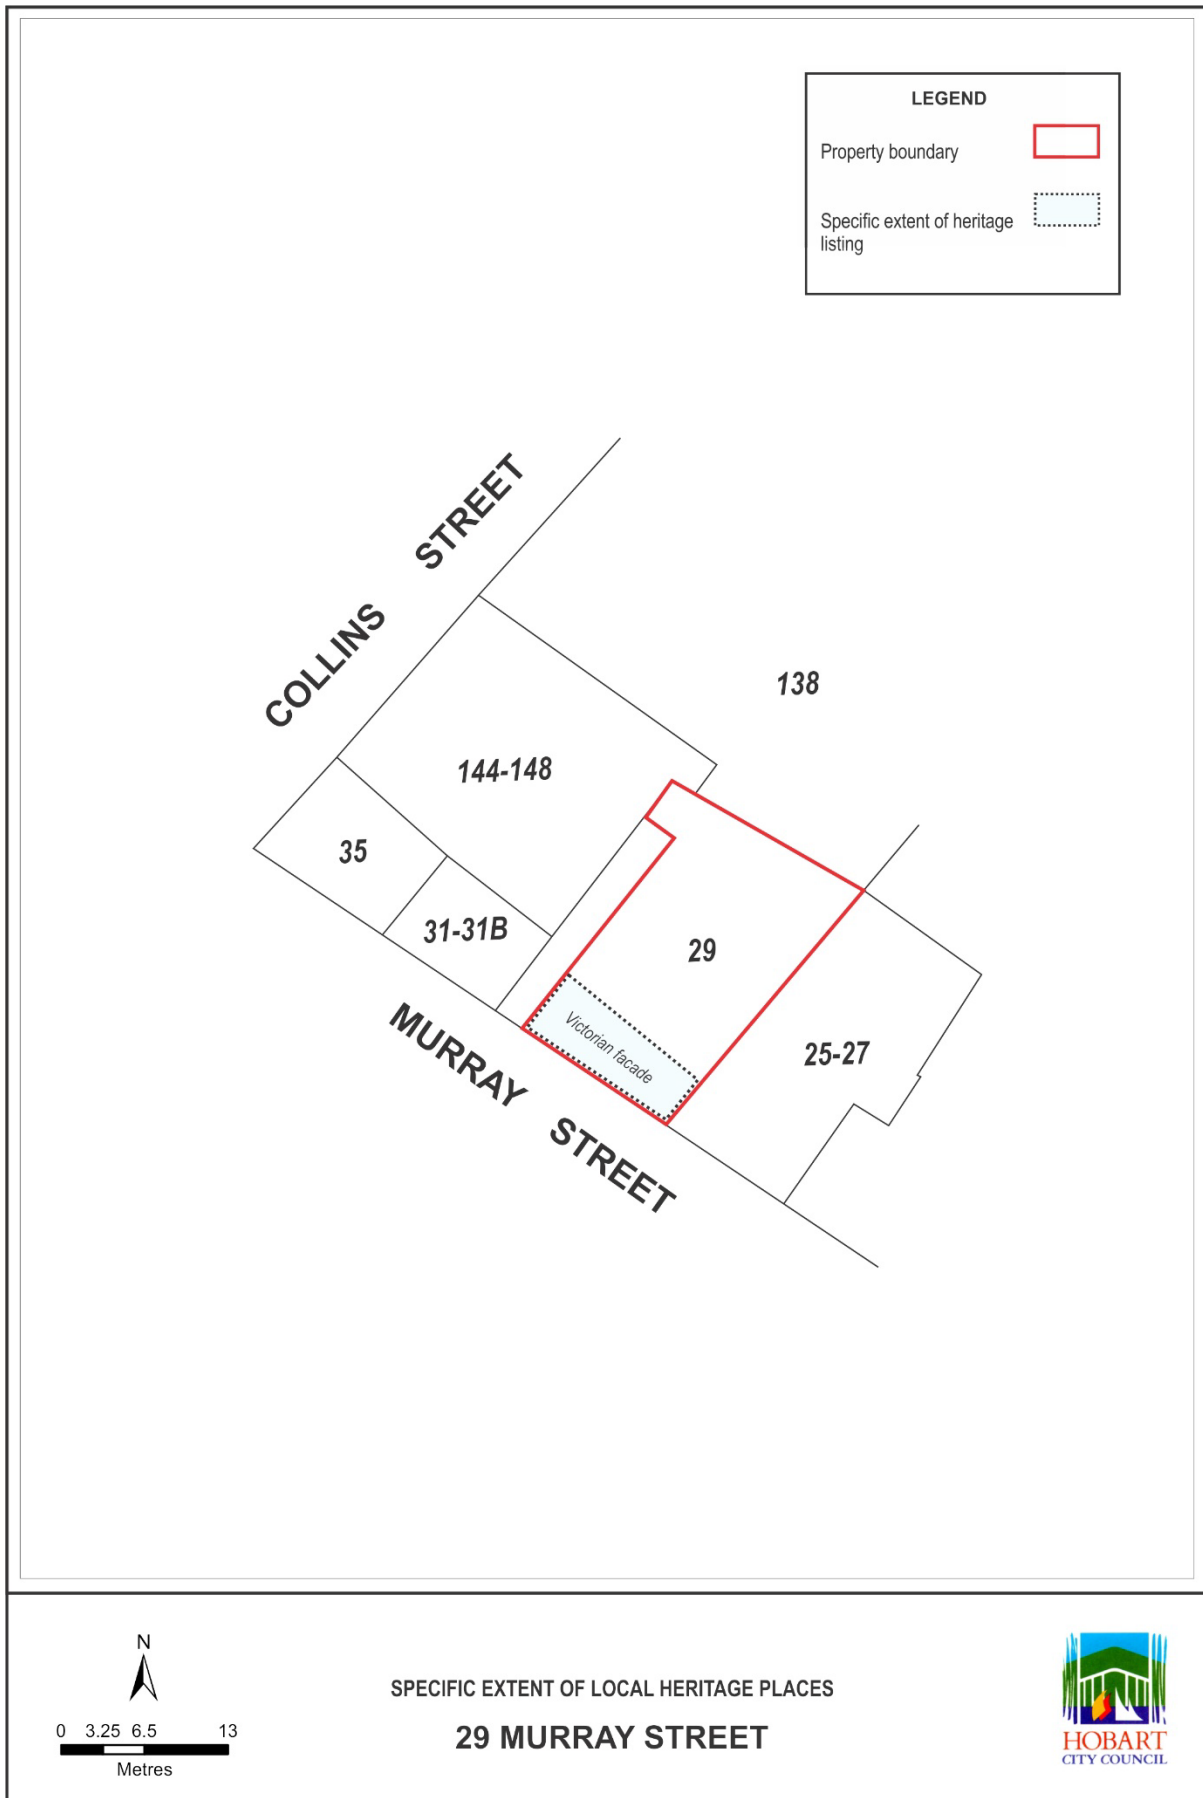 LEGEND
Property boundary
Specific extent of heritage
listing
COLLINS STREET
138
144-148
35
31-31B
29
Victorian facade
25-27
MURRAY STREET
N
0 3.25 6.5 13
Metres
SPECIFIC EXTENT OF LOCAL HERITAGE PLACES
29 MURRAY STREET
HOBART
CITY COUNCIL